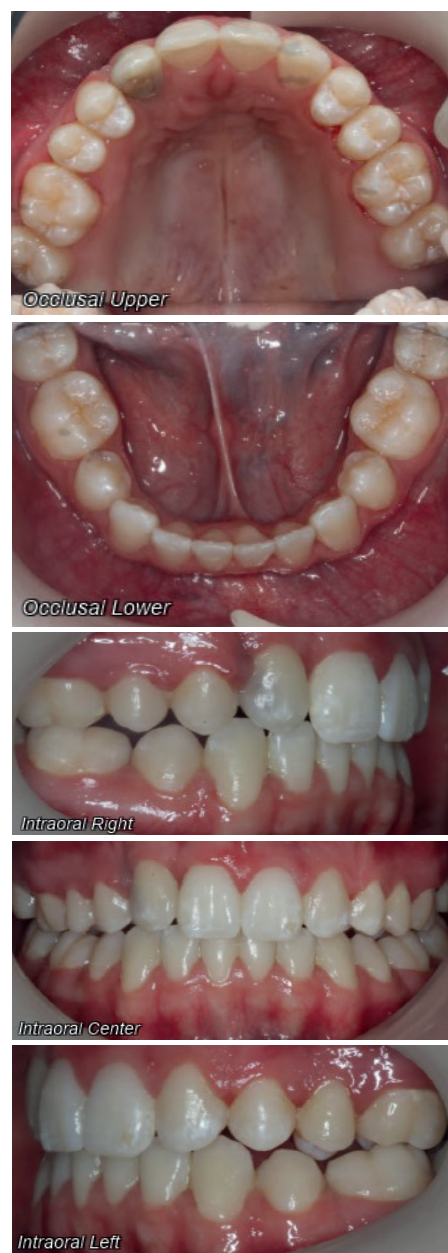 Occlusal Upper
Occlusal Lower
Intraoral Right
Intraoral Center
Intraoral Left